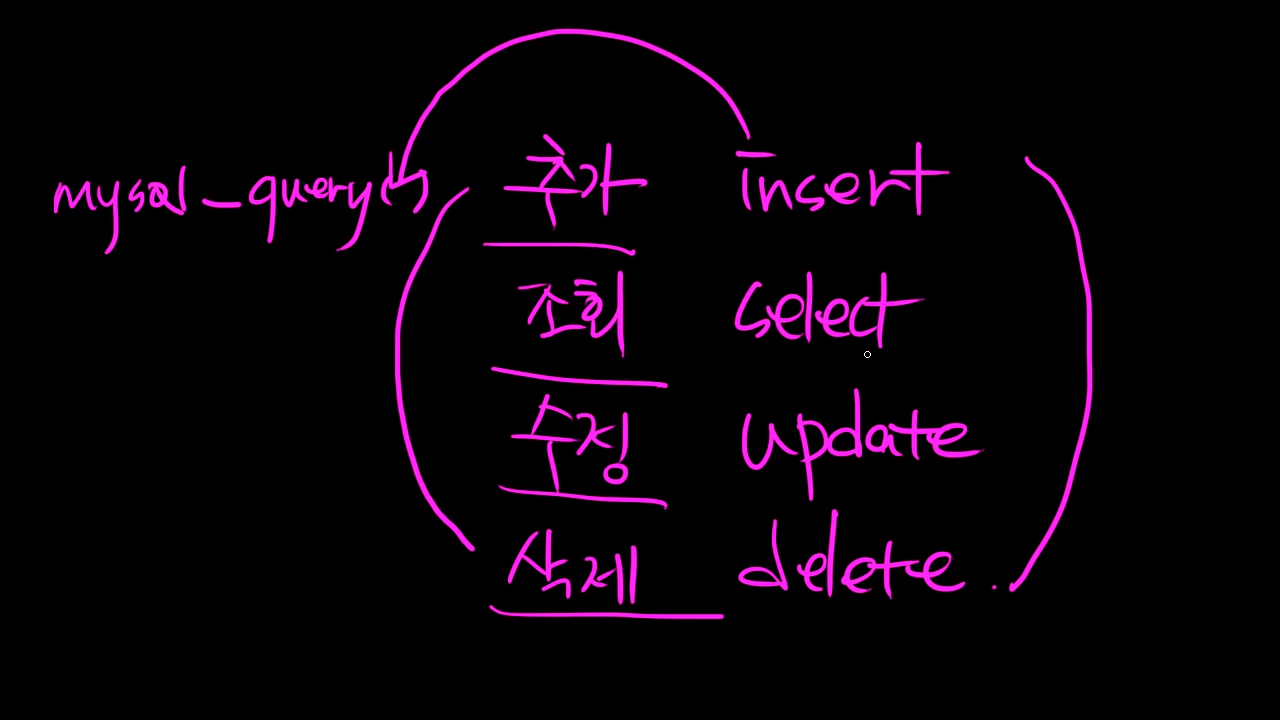 mysql_query() 추가 insert
조회 select
수정 update
삭제 delete.